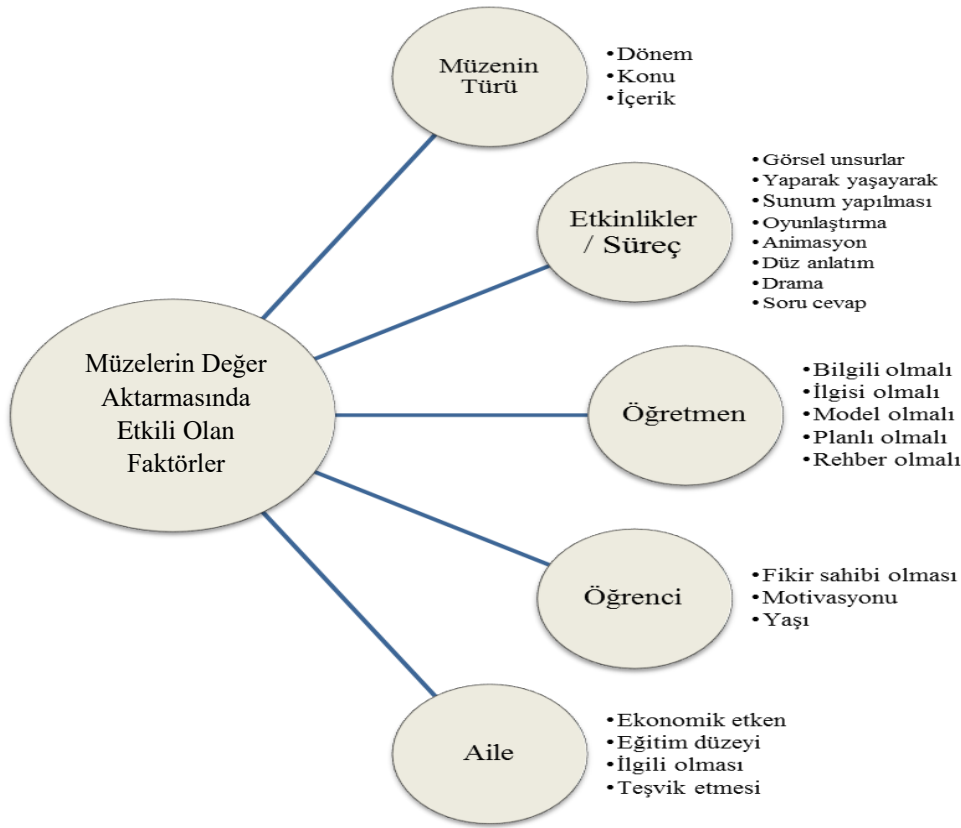 Müzelerin Değer
Aktarmasında
Etkili Olan
Faktörler
Müzenin
Türü
•Dönem
•Konu
•İçerik
Etkinlikler
/ Süreç
•Görsel unsurlar
•Yaparak yaşayarak
•Sunum yapılması
•Oyunlaştırma
•Animasyon
•Düz anlatım
•Drama
•Soru cevap
Öğretmen
•Bilgili olmalı
•İlgisi olmalı
•Model olmalı
•Planlı olmalı
•Rehber olmalı
Öğrenci
•Fikir sahibi olması
•Motivasyonu
•Yaşı
Aile
•Ekonomik etken
•Eğitim düzeyi
•İlgili olması
•Teşvik etmesi